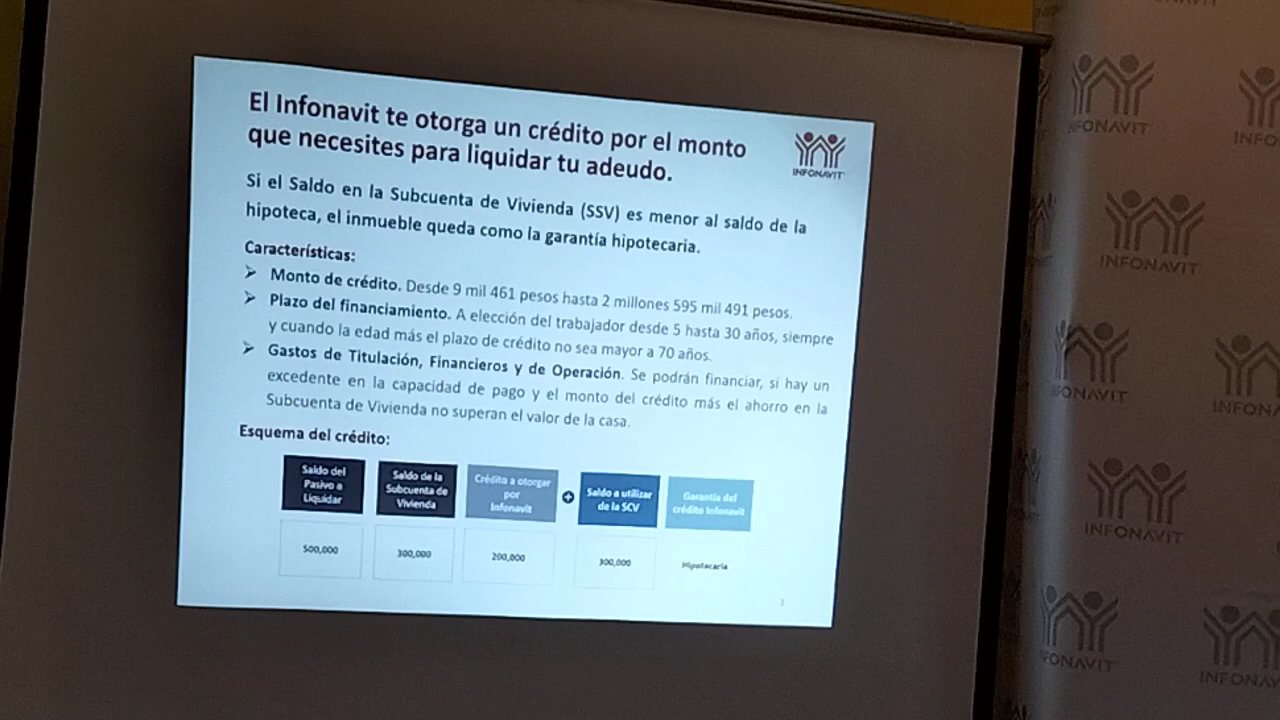 El Infonavit te otorga un crédito por el monto
que necesites para liquidar tu adeudo.
INFONAVIT
Si el Saldo en la Subcuenta de Vivienda (SSV) es menor al saldo de la
hipoteca, el inmueble queda como la garantía hipotecaria.
Características:
➢ Monto de crédito. Desde 9 mil 461 pesos hasta 2 millones 595 mil 491 pesos.
➢ Plazo del financiamiento. A elección del trabajador desde 5 hasta 30 años, siempre
y cuando la edad más el plazo de crédito no sea mayor a 70 años.
➢ Gastos de Titulación, Financieros y de Operación. Se podrán financiar, si hay un
excedente en la capacidad de pago y el monto del crédito más el ahorro en la
Subcuenta de Vivienda no superan el valor de la casa.
Esquema del crédito:
Saldo del
Pasivo a
Liquidar
Saldo de la
Subcuenta de
Vivienda
Crédito a otorgar
por
Infonavit
+
Saldo a utilizar
de la SCV
Garantía del
crédito Infonavit
500,000
300,000
200,000
300,000
Hipotecaria
3
INFONAVIT
INFO
INFONAVIT
INFONAVIT
INFONA
INFONAVIT
INFONAVIT
INFONAV